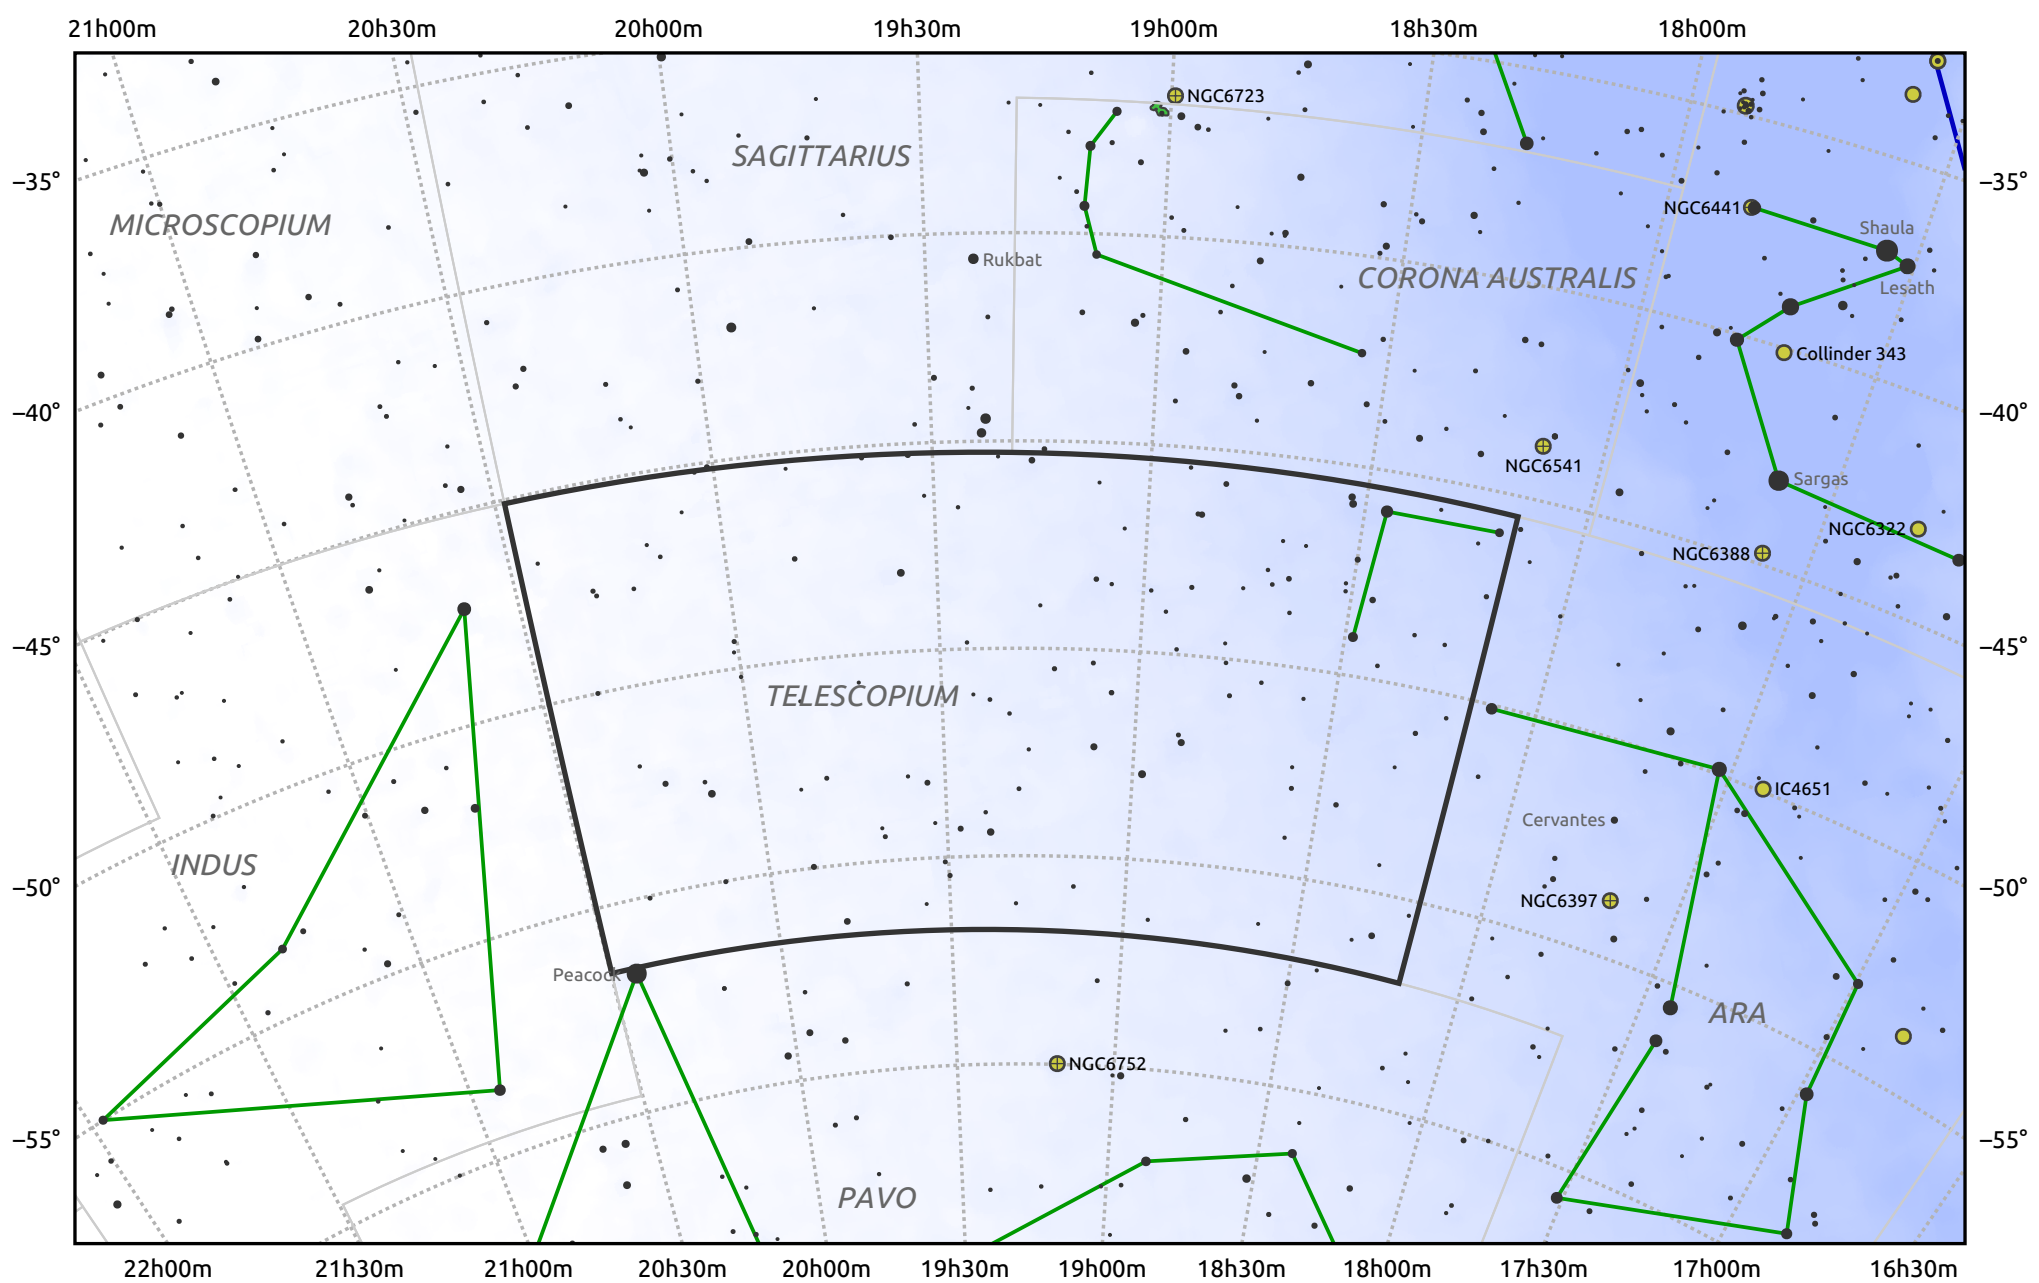 21h00m 20h30m 20h00m 19h30m 19h00m 18h30m 18h00m
NGC6723
SAGITTARIUS
−35° −35°
MICROSCOPIUM
NGC6441
Shaula
Rukbat
CORONA AUSTRALIS
Lesath
Collinder 343
−40° −40°
NGC6541
Sargas
NGC6322
NGC6388
−45° −45°
TELESCOPIUM
IC4651
Cervantes
INDUS
−50° −50°
NGC6397
Peacock
ARA
NGC6752
−55° −55°
PAVO
22h00m 21h30m 21h00m 20h30m 20h00m 19h30m 19h00m 18h30m 18h00m 17h30m 17h00m 16h30m